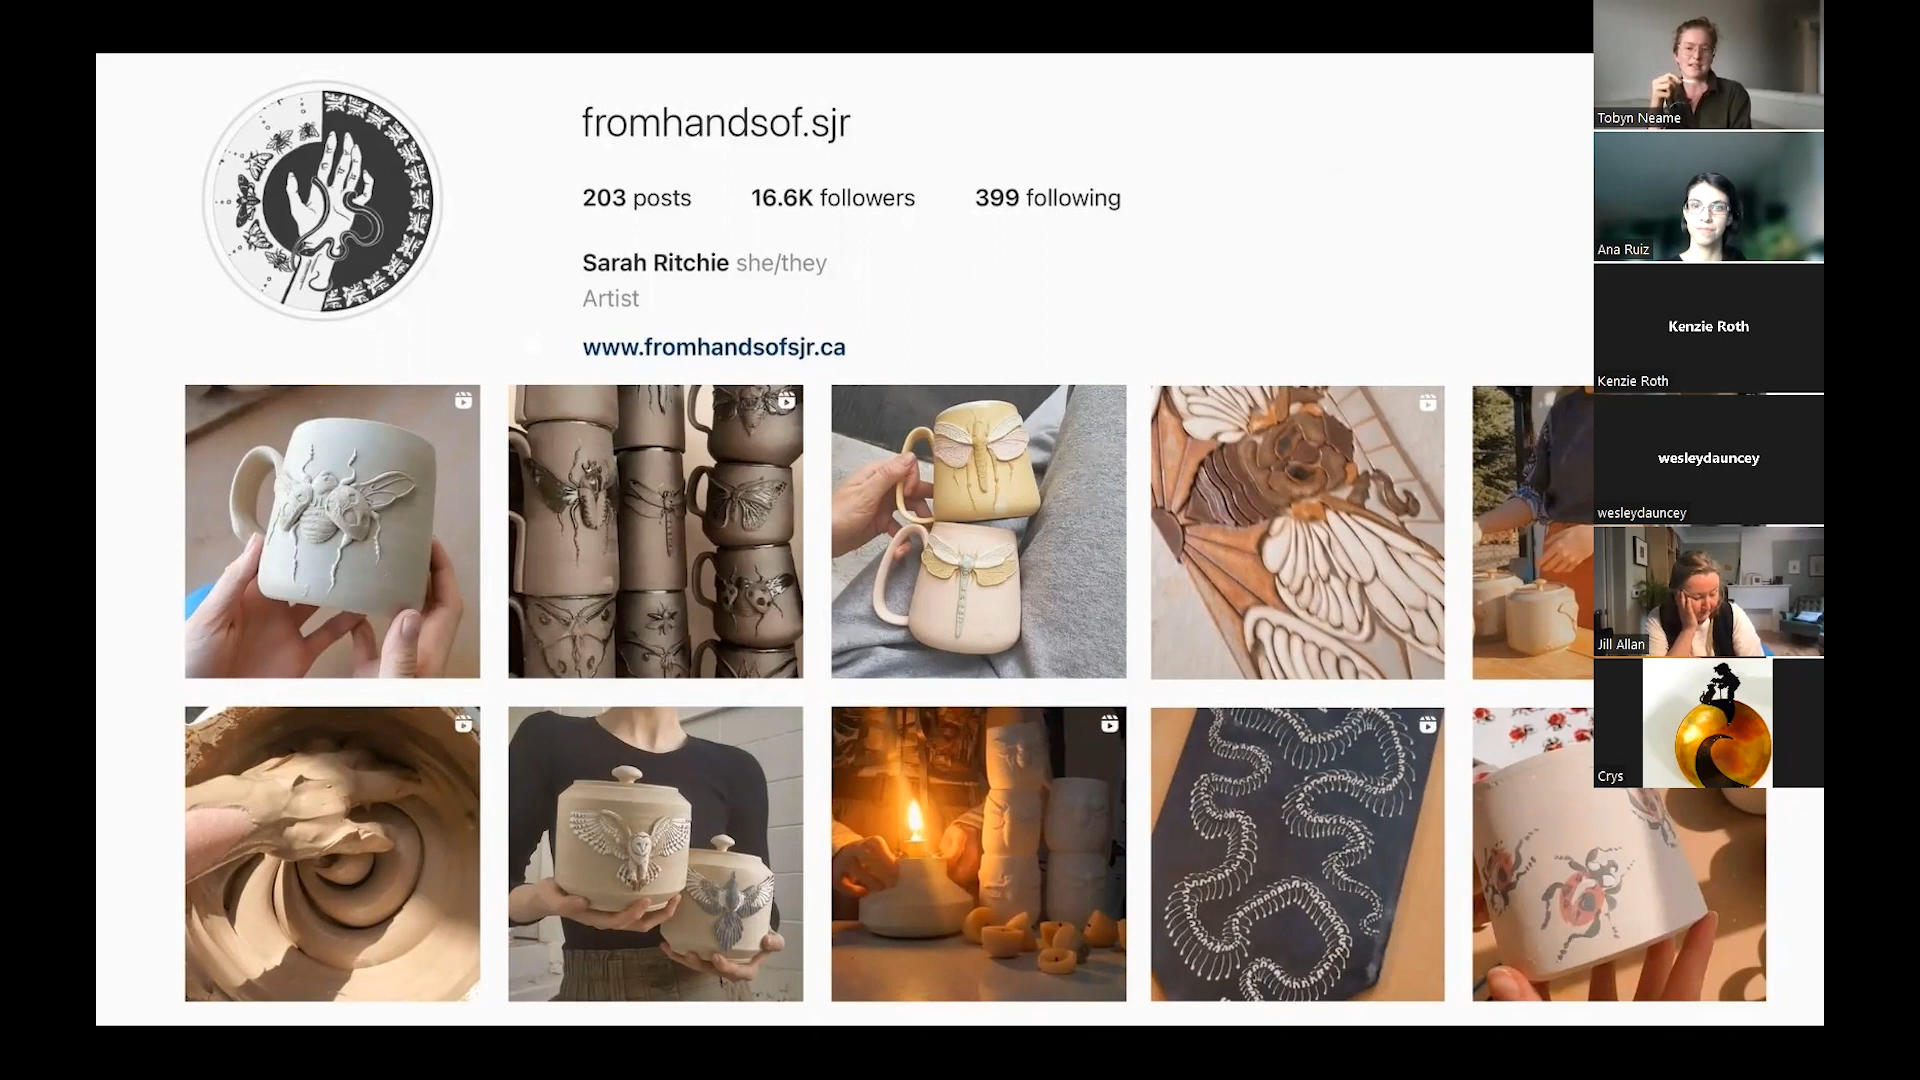 fromhandsof.sjr
203 posts 16.6K followers 399 following
Sarah Ritchie she/they
Artist
www.fromhandsofsjr.ca
Tobyn Neame
Ana Ruiz
Kenzie Roth
Kenzie Roth
wesleydauncey
wesleydauncey
Jill Allan
Crys